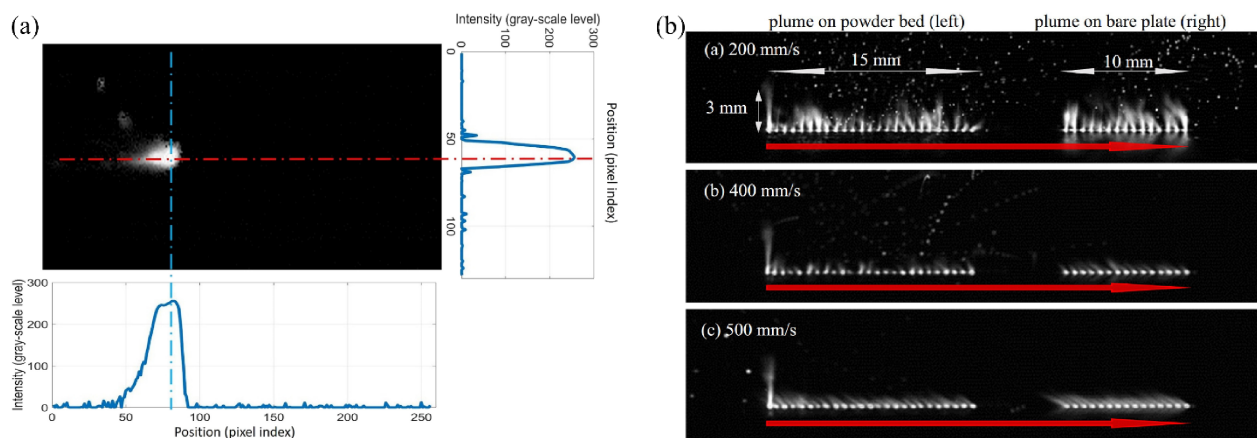 (a)
Intensity (gray-scale level)
0 100 200 300
0
50
100
Position (pixel index)
300
200
100
0
Intensity (gray-scale level)
0 50 100 150 200 250
Position (pixel index)
(b)
plume on powder bed (left) plume on bare plate (right)
(a) 200 mm/s
15 mm 10 mm
3 mm
(b) 400 mm/s
(c) 500 mm/s